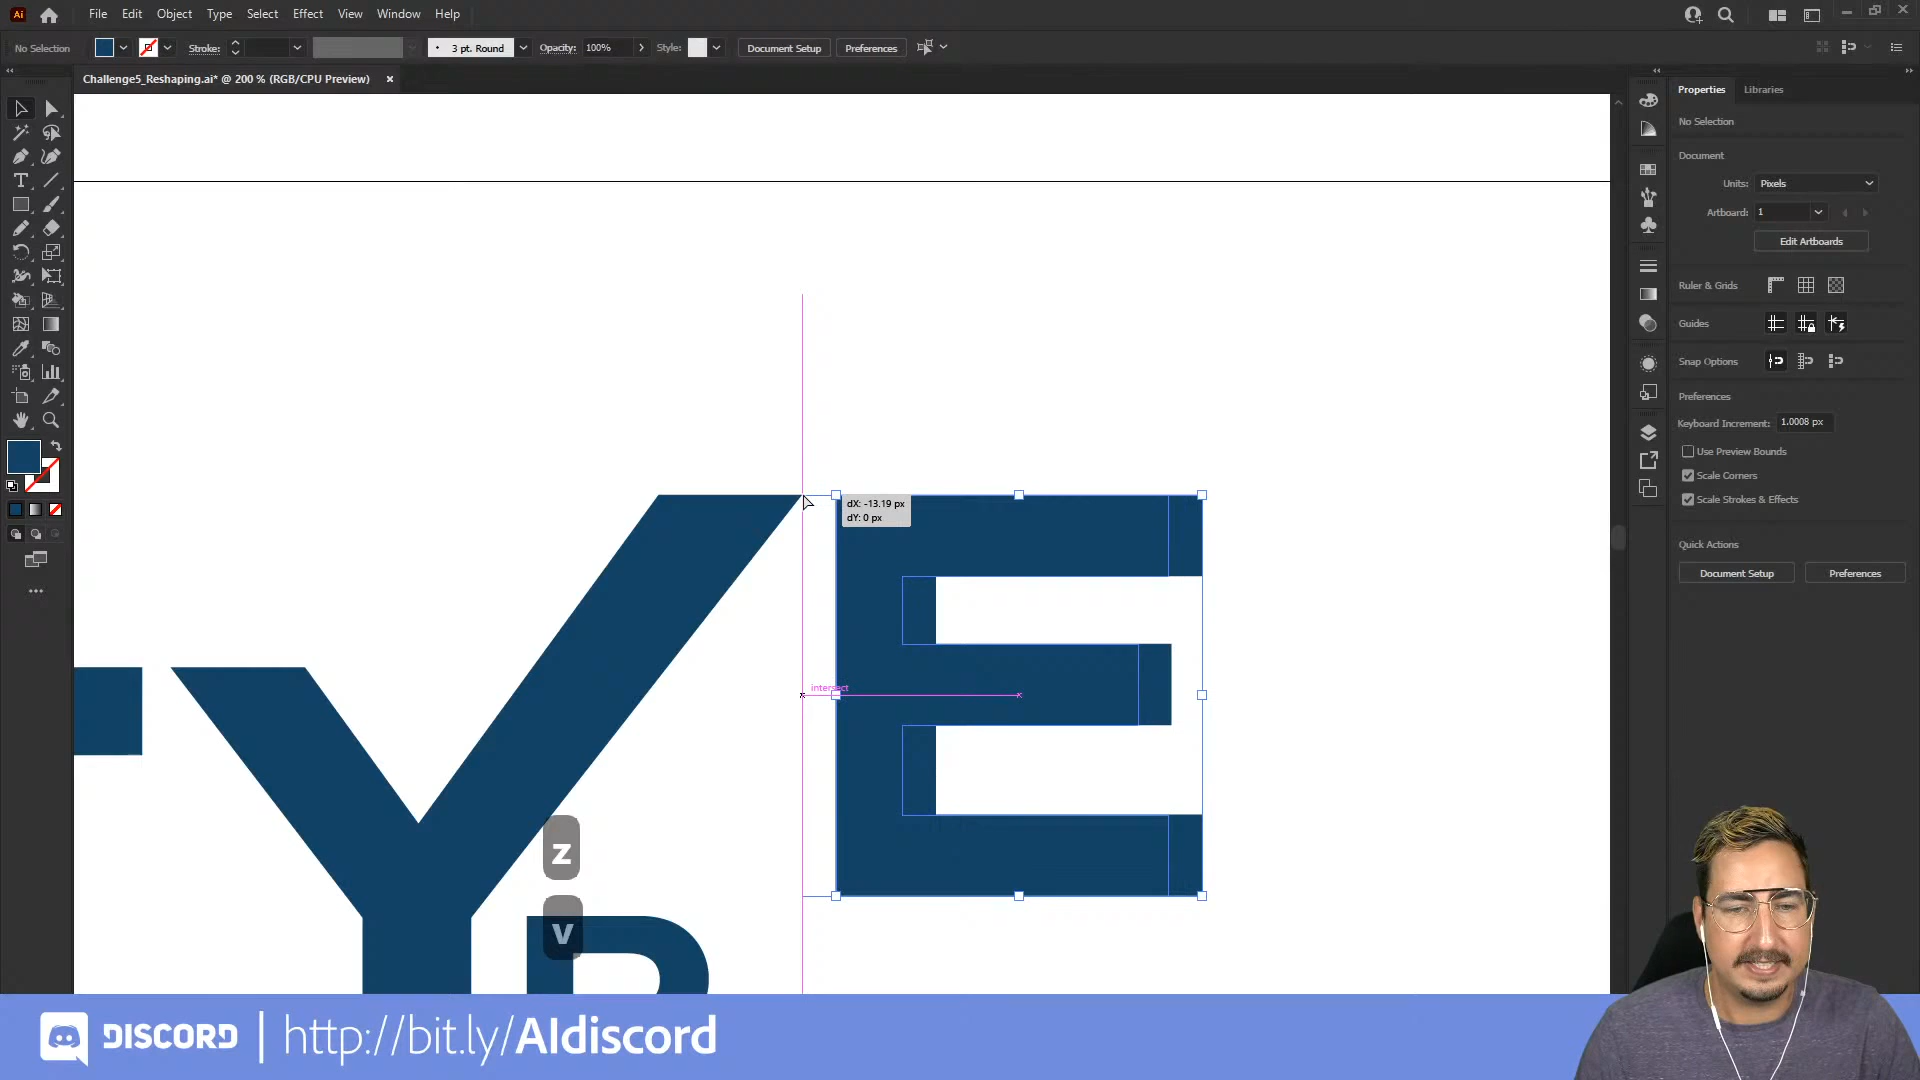 Ai File Edit Object Type Select Effect View Window Help
No Selection Stroke: 3 pt. Round Opacity: 100% Style: Document Setup Preferences
Challenge5_Reshaping.ai* @ 200 % (RGB/CPU Preview) ×
Properties Libraries
No Selection
Document
Units: Pixels
Artboard: 1
Edit Artboards
Ruler & Grids
Guides
Snap Options
Preferences
Keyboard Increment: 1.0008 px
Use Preview Bounds
Scale Corners
Scale Strokes & Effects
Quick Actions
Document Setup Preferences
dX: -13.19 px
dY: 0 px
intersect
YE
z
v
DISCORD | http://bit.ly/AIdiscord